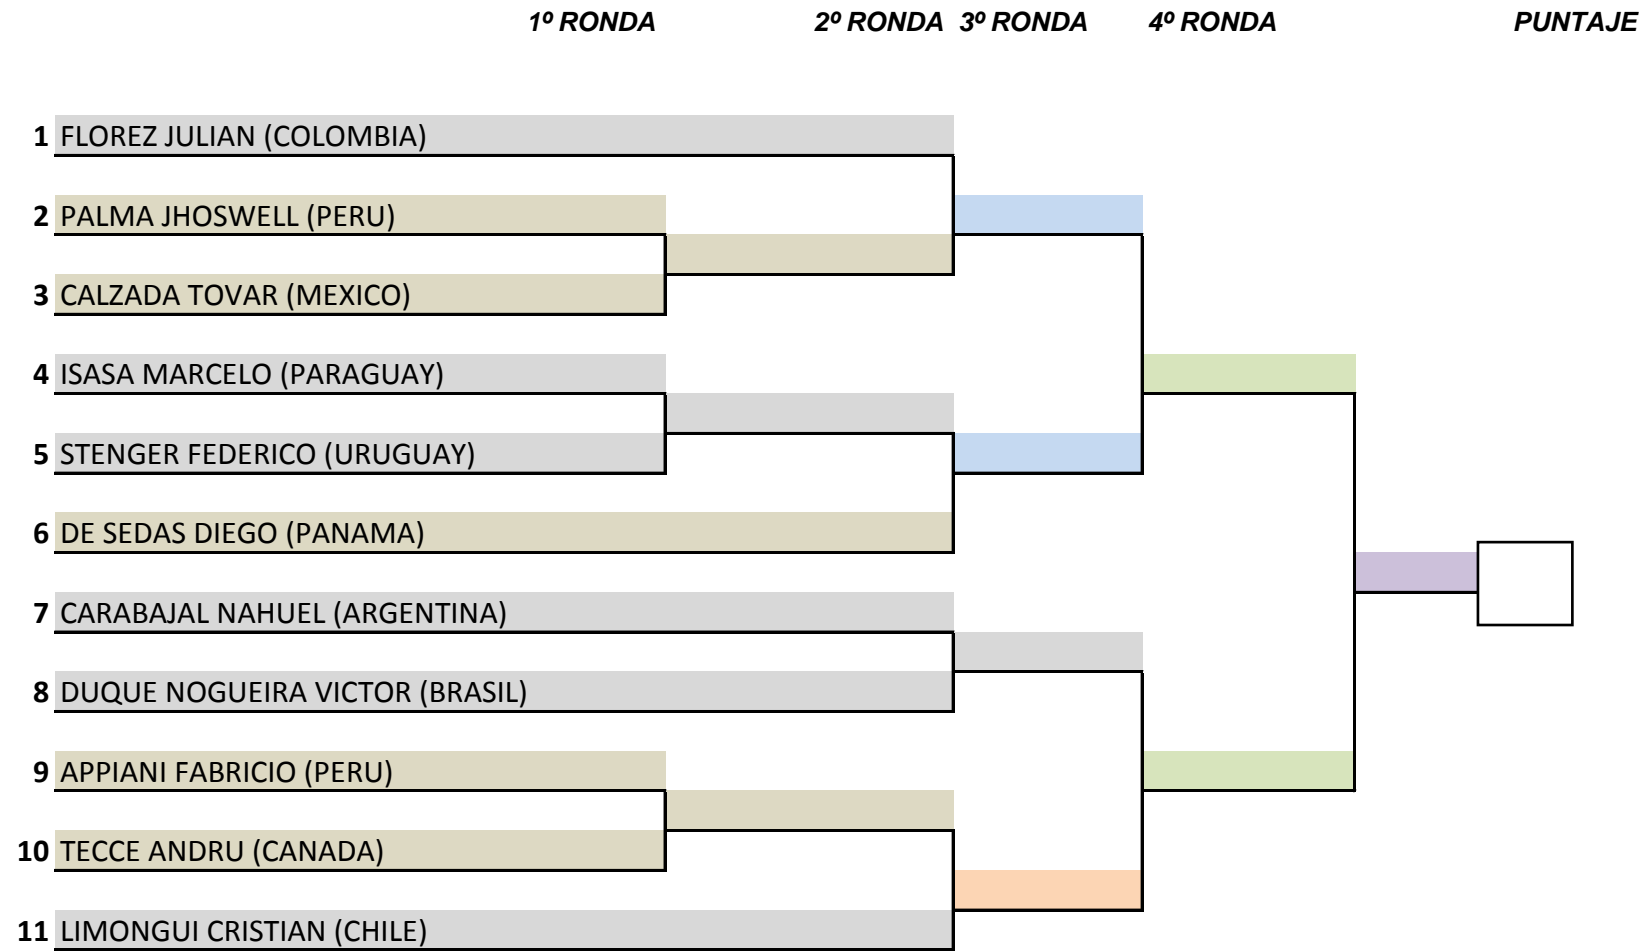 1º RONDA 2º RONDA 3º RONDA 4º RONDA PUNTAJE
1 FLOREZ JULIAN (COLOMBIA)
2 PALMA JHOSWELL (PERU)
3 CALZADA TOVAR (MEXICO)
4 ISASA MARCELO (PARAGUAY)
5 STENGER FEDERICO (URUGUAY)
6 DE SEDAS DIEGO (PANAMA)
7 CARABAJAL NAHUEL (ARGENTINA)
8 DUQUE NOGUEIRA VICTOR (BRASIL)
9 APPIANI FABRICIO (PERU)
10 TECCE ANDRU (CANADA)
11 LIMONGUI CRISTIAN (CHILE)